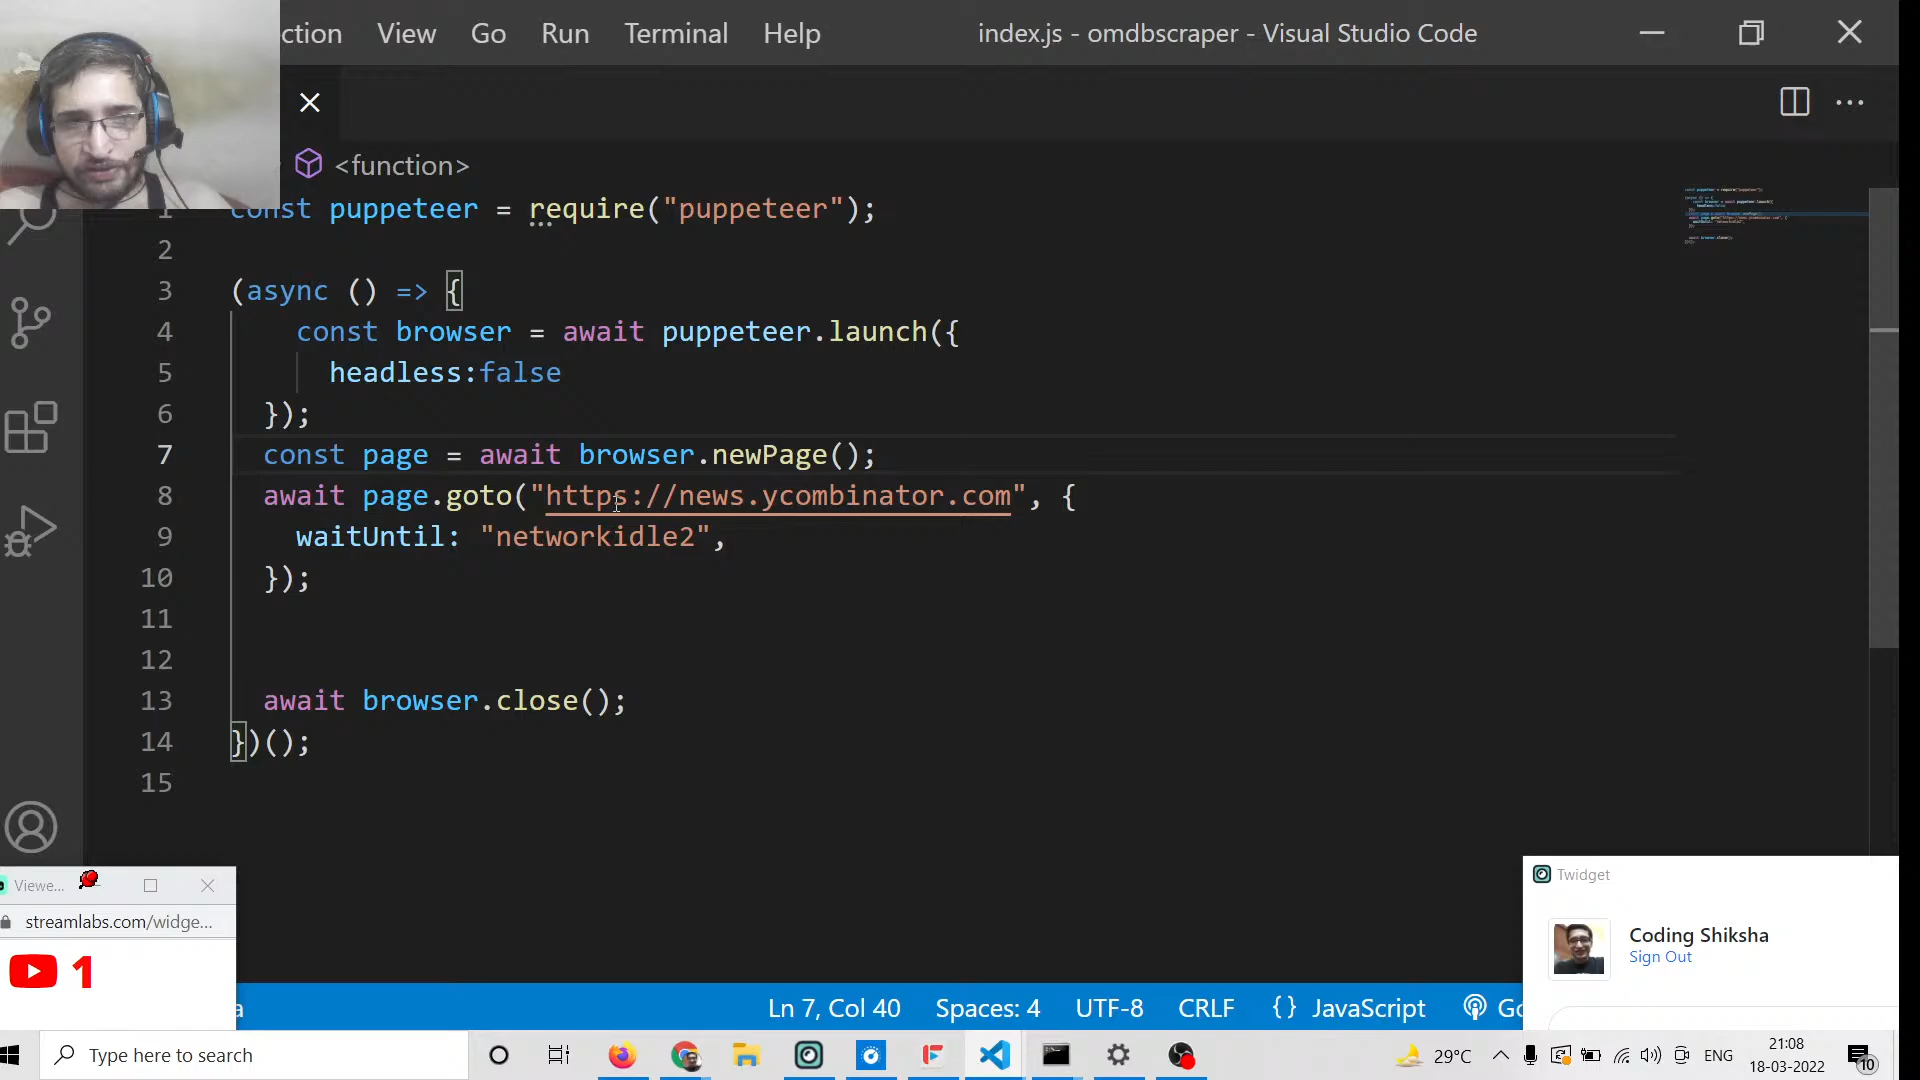 ction View Go Run Terminal Help index.js - omdbscraper - Visual Studio Code
<function>
1 const puppeteer = require("puppeteer");
2
3 (async () => {
4 const browser = await puppeteer.launch({
5 headless:false
6 });
7 const page = await browser.newPage();
8 await page.goto("https://news.ycombinator.com", {
9 waitUntil: "networkidle2",
10 });
11
12
13 await browser.close();
14 })();
15
Viewe...
streamlabs.com/widge...
1
Twidget
Coding Shiksha
Sign Out
a Ln 7, Col 40 Spaces: 4 UTF-8 CRLF {} JavaScript Go
Type here to search
29°C ENG 21:08
18-03-2022
10